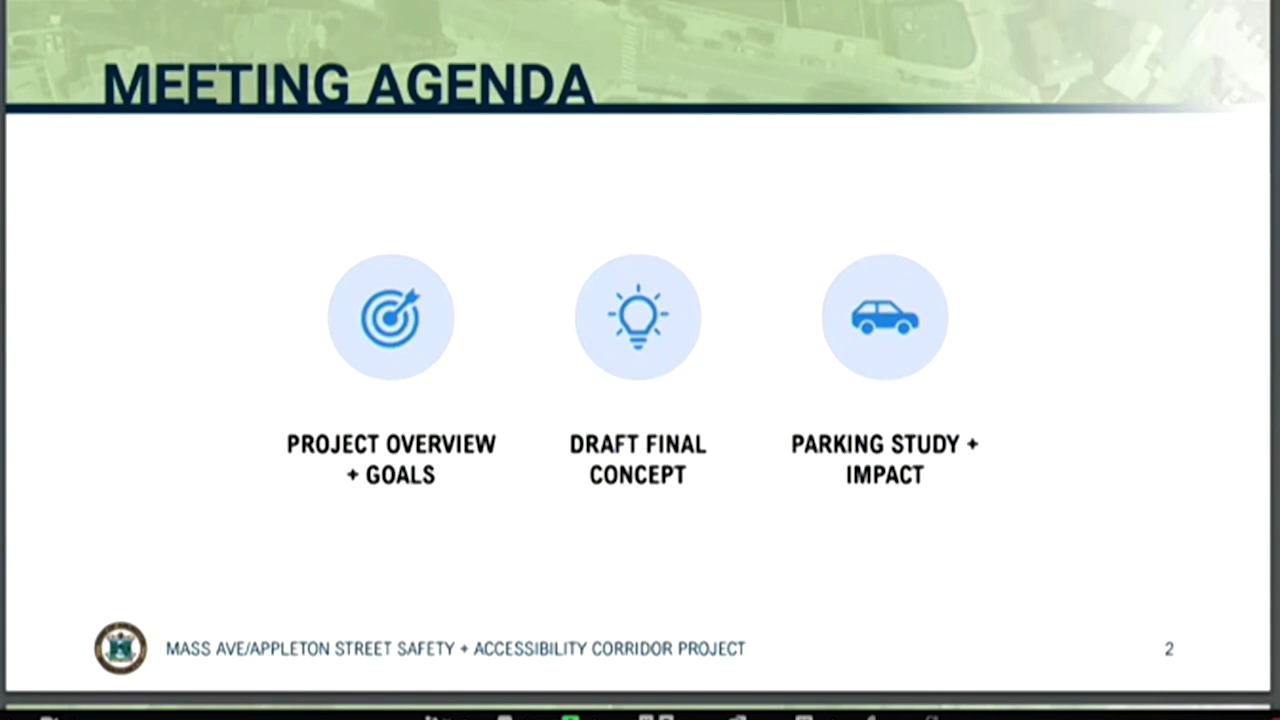 MEETING AGENDA
PROJECT OVERVIEW
+ GOALS
DRAFT FINAL
CONCEPT
PARKING STUDY +
IMPACT
MASS AVE/APPLETON STREET SAFETY + ACCESSIBILITY CORRIDOR PROJECT
2